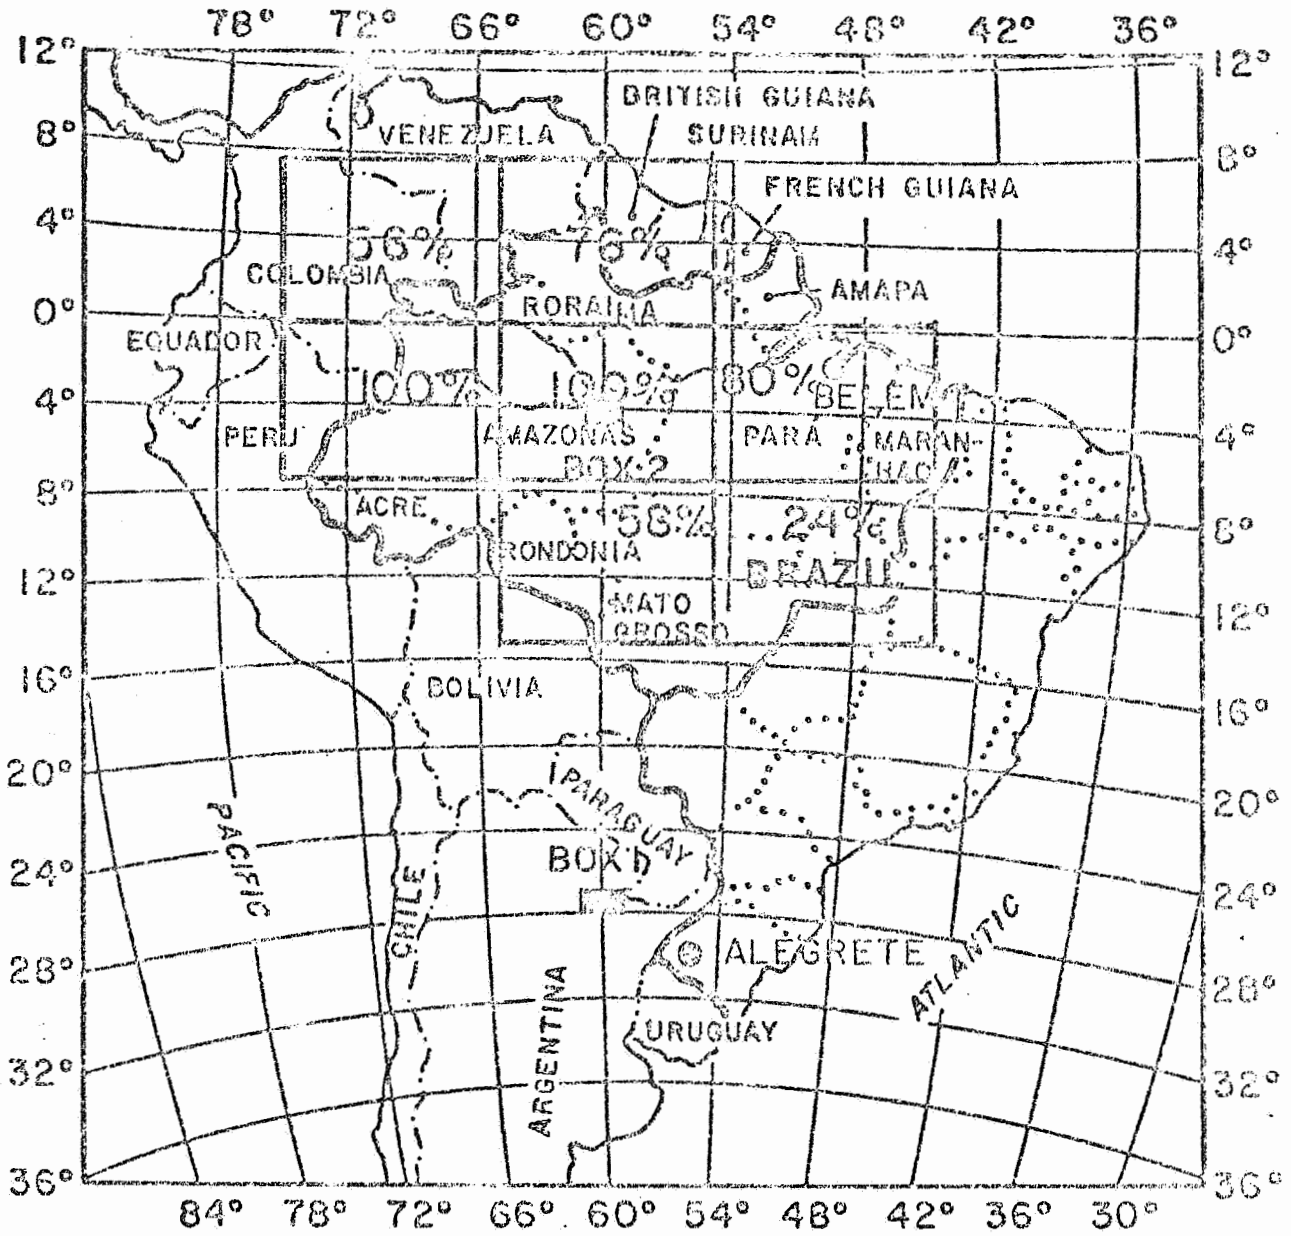 78° 72° 66° 60° 54° 48° 42° 36°
12° 12°
BRITISH GUIANA
VENEZUELA SURINAM
8° 8°
FRENCH GUIANA
4° 56% 76% 4°
COLOMBIA AMAPA
0° RORAIMA 0°
EQUADOR
100% 100% 80% BELEM
4° PERU AMAZONAS PARÁ MARAN- 4°
BOX-2 HAO
8° ACRE 58% 24% 8°
RONDONIA BRAZIL
12° MATO 12°
GROSSO
16° BOLIVIA 16°
20° 20°
PARAGUAY
PACIFIC
24° BOX 1 24°
CHILE
ALEGRETE ATLANTIC
28° 28°
ARGENTINA URUGUAY
32° 32°
36° 36°
84° 78° 72° 66° 60° 54° 48° 42° 36° 30°